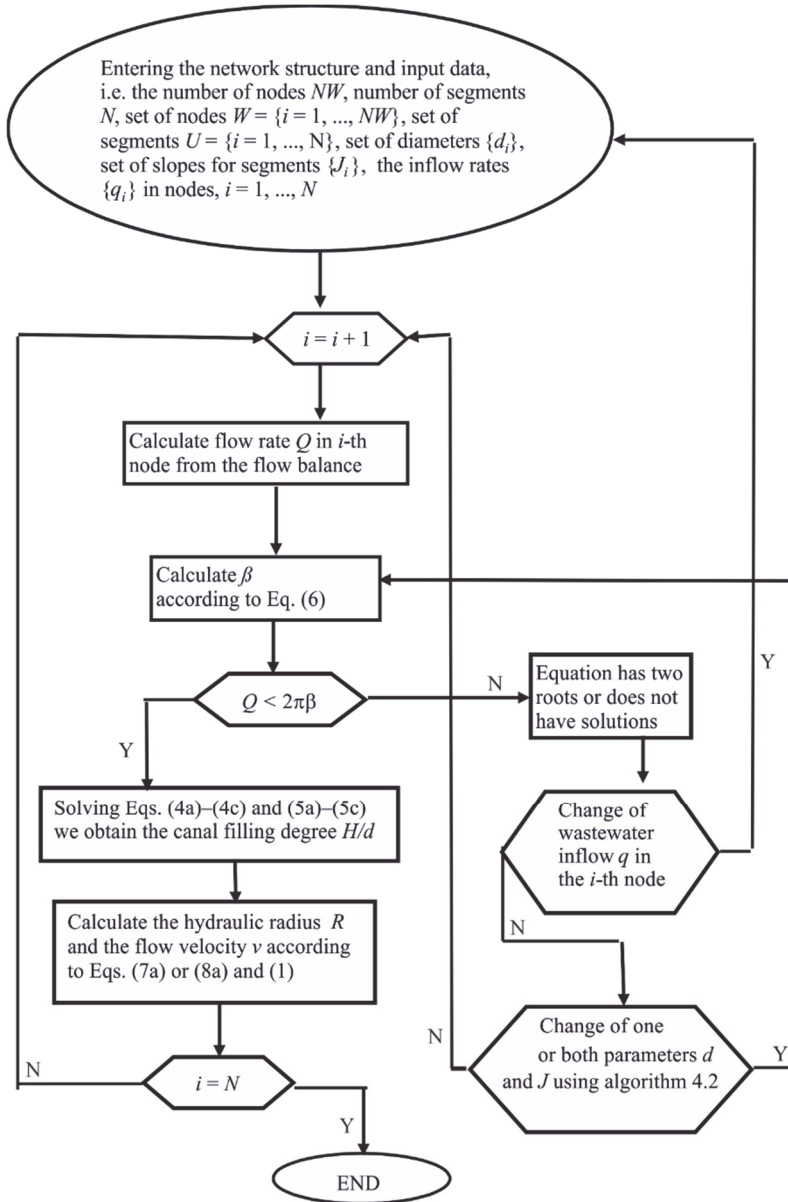 Entering the network structure and input data,
i.e. the number of nodes NW, number of segments
N, set of nodes W = {i = 1, ..., NW}, set of
segments U = {i = 1, ..., N}, set of diameters {dᵢ},
set of slopes for segments {Jᵢ}, the inflow rates
{qᵢ} in nodes, i = 1, ..., N
i = i + 1
Calculate flow rate Q in i-th
node from the flow balance
Calculate β
according to Eq. (6)
Q < 2πβ
N
Y
Equation has two
roots or does not
have solutions
Y
Solving Eqs. (4a)–(4c) and (5a)–(5c)
we obtain the canal filling degree H/d
Change of
wastewater
inflow q in
the i-th node
N
Calculate the hydraulic radius R
and the flow velocity v according
to Eqs. (7a) or (8a) and (1)
Change of one
or both parameters d
and J using algorithm 4.2
N
Y
i = N
N
Y
END